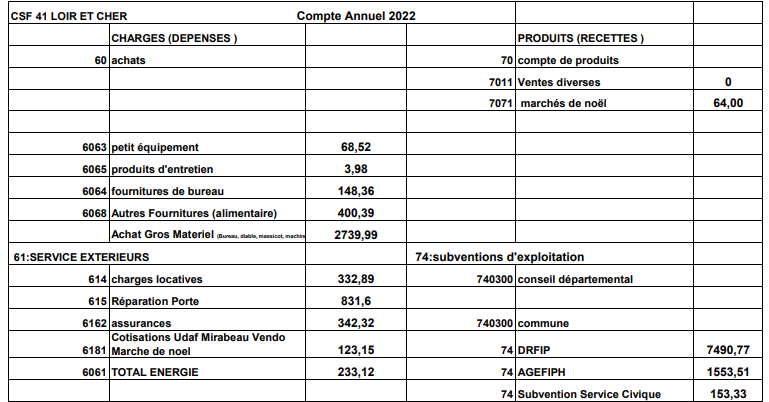 CSF 41 LOIR ET CHER Compte Annuel 2022
CHARGES (DEPENSES ) PRODUITS (RECETTES )
60 achats 70 compte de produits
7011 Ventes diverses 0
7071 marchés de noël 64,00
6063 petit équipement 68,52
6065 produits d'entretien 3,98
6064 fournitures de bureau 148,36
6068 Autres Fournitures (alimentaire) 400,39
Achat Gros Materiel (Bureau, diable, massicot, machin 2739,99
61:SERVICE EXTERIEURS 74:subventions d'exploitation
614 charges locatives 332,89 740300 conseil départemental
615 Réparation Porte 831,6
6162 assurances 342,32 740300 commune
Cotisations Udaf Mirabeau Vendo
6181 Marche de noel 123,15 74 DRFIP 7490,77
6061 TOTAL ENERGIE 233,12 74 AGEFIPH 1553,51
74 Subvention Service Civique 153,33